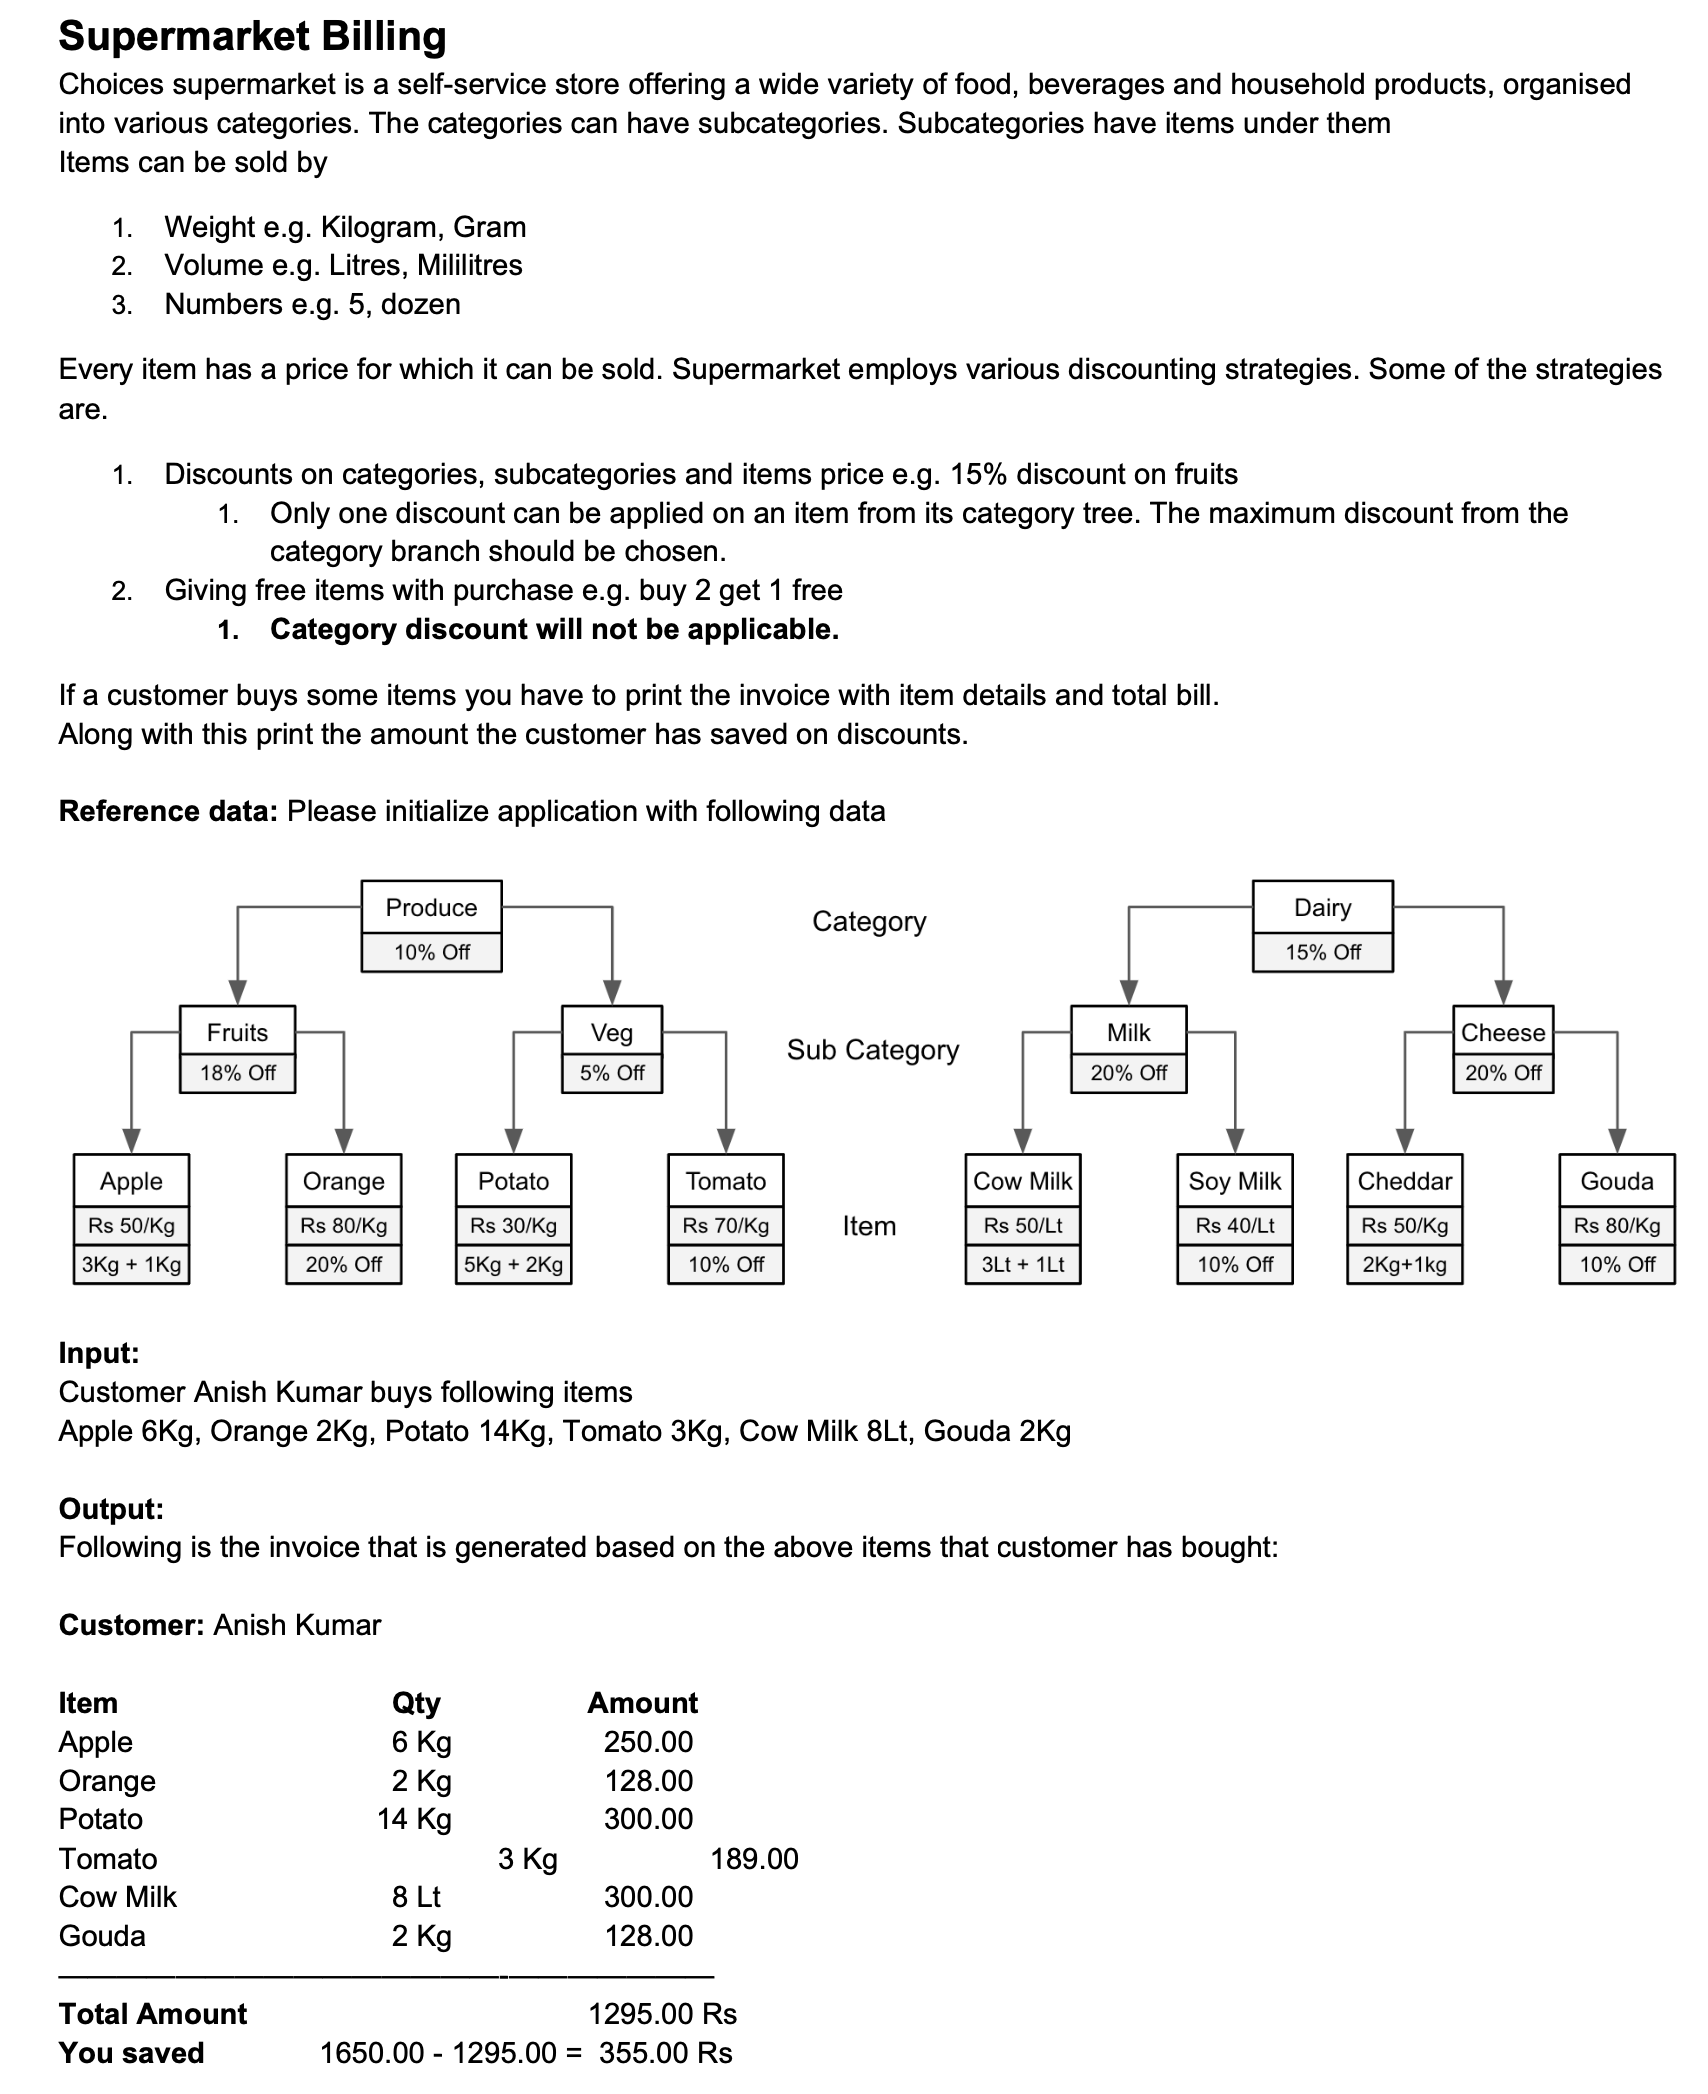 Supermarket Billing
Choices supermarket is a self-service store offering a wide variety of food, beverages and household products, organised
into various categories. The categories can have subcategories. Subcategories have items under them
Items can be sold by
1. Weight e.g. Kilogram, Gram
2. Volume e.g. Litres, Mililitres
3. Numbers e.g. 5, dozen
Every item has a price for which it can be sold. Supermarket employs various discounting strategies. Some of the strategies
are.
1. Discounts on categories, subcategories and items price e.g. 15% discount on fruits
1. Only one discount can be applied on an item from its category tree. The maximum discount from the
category branch should be chosen.
2. Giving free items with purchase e.g. buy 2 get 1 free
1. Category discount will not be applicable.
If a customer buys some items you have to print the invoice with item details and total bill.
Along with this print the amount the customer has saved on discounts.
Reference data: Please initialize application with following data
Produce Category Dairy
10% Off 15% Off
Fruits Veg Sub Category Milk Cheese
18% Off 5% Off 20% Off 20% Off
Apple Orange Potato Tomato Cow Milk Soy Milk Cheddar Gouda
Rs 50/Kg Rs 80/Kg Rs 30/Kg Rs 70/Kg Item Rs 50/Lt Rs 40/Lt Rs 50/Kg Rs 80/Kg
3Kg + 1Kg 20% Off 5Kg + 2Kg 10% Off 3Lt + 1Lt 10% Off 2Kg+1kg 10% Off
Input:
Customer Anish Kumar buys following items
Apple 6Kg, Orange 2Kg, Potato 14Kg, Tomato 3Kg, Cow Milk 8Lt, Gouda 2Kg
Output:
Following is the invoice that is generated based on the above items that customer has bought:
Customer: Anish Kumar
Item Qty Amount
Apple 6 Kg 250.00
Orange 2 Kg 128.00
Potato 14 Kg 300.00
Tomato 3 Kg 189.00
Cow Milk 8 Lt 300.00
Gouda 2 Kg 128.00
Total Amount 1295.00 Rs
You saved 1650.00 - 1295.00 = 355.00 Rs